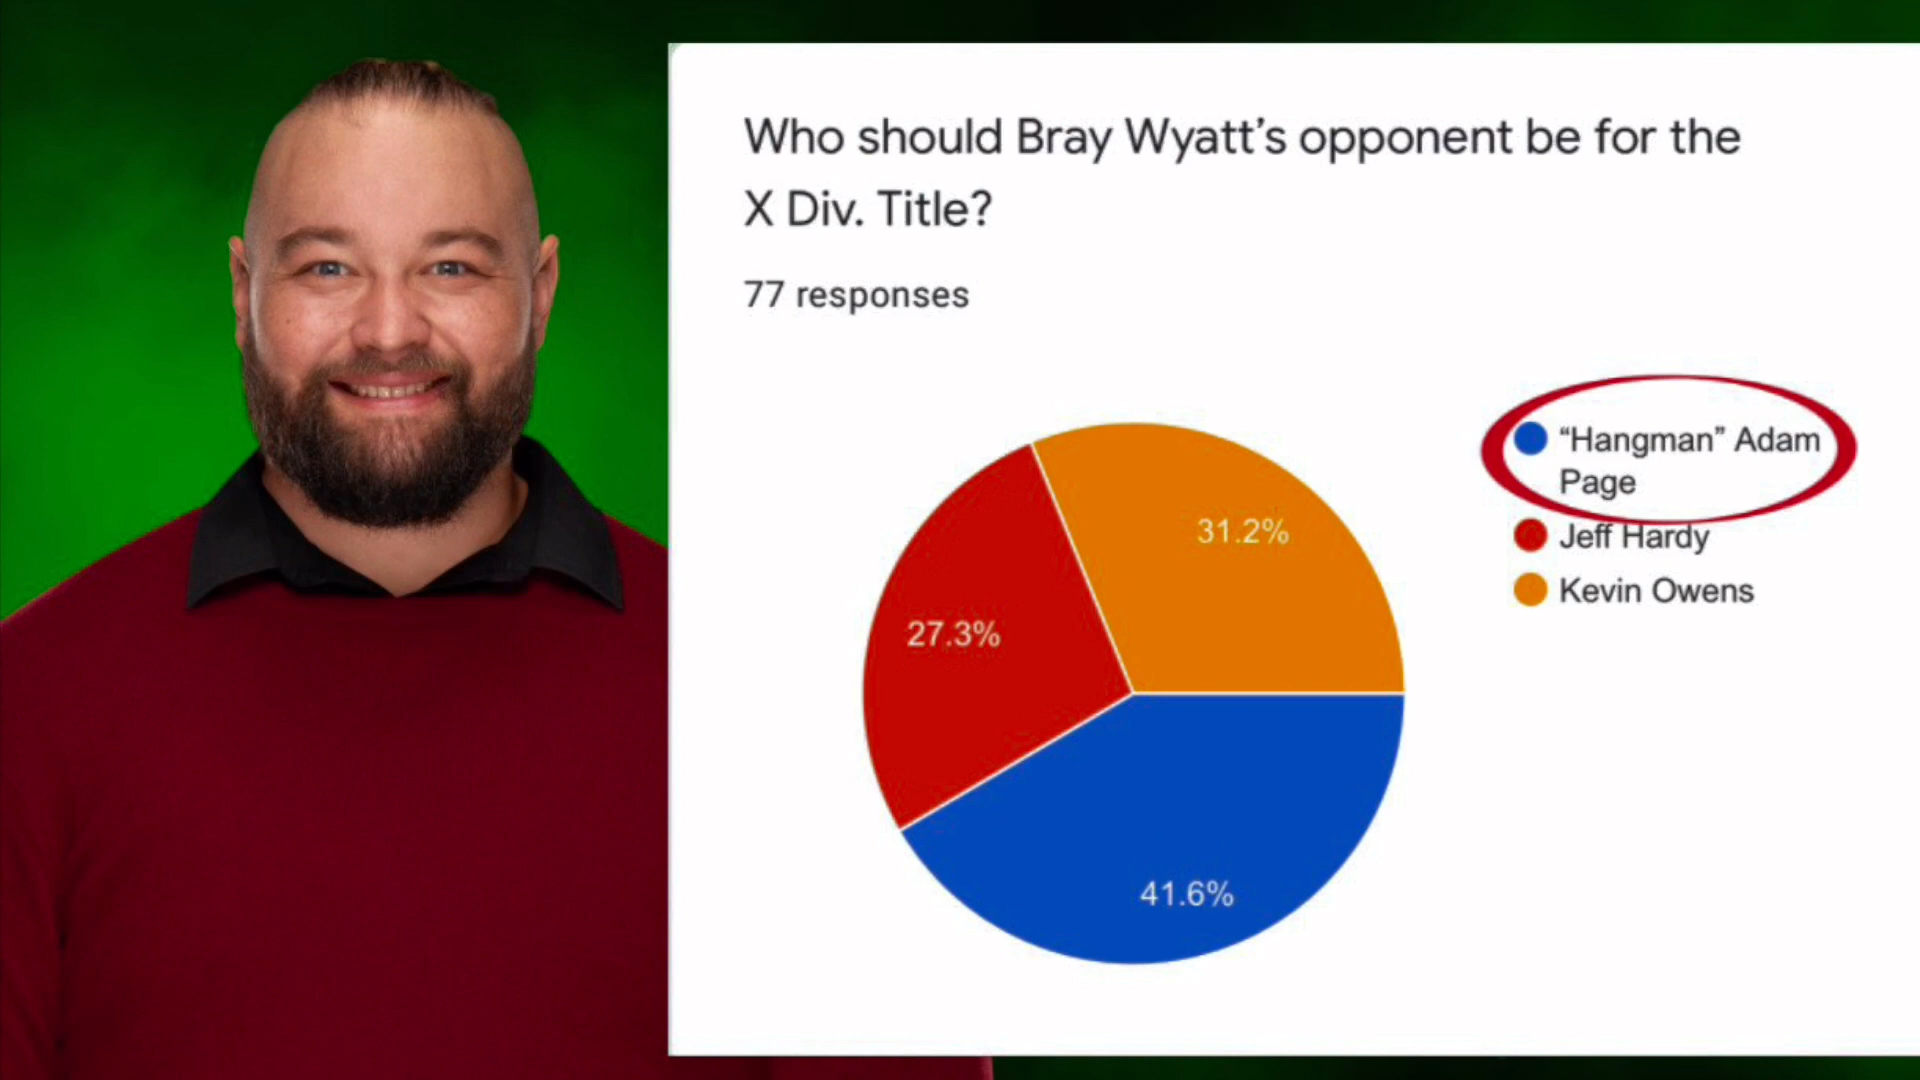 Who should Bray Wyatt’s opponent be for the
X Div. Title?
77 responses
31.2%
27.3%
41.6%
“Hangman” Adam
Page
Jeff Hardy
Kevin Owens